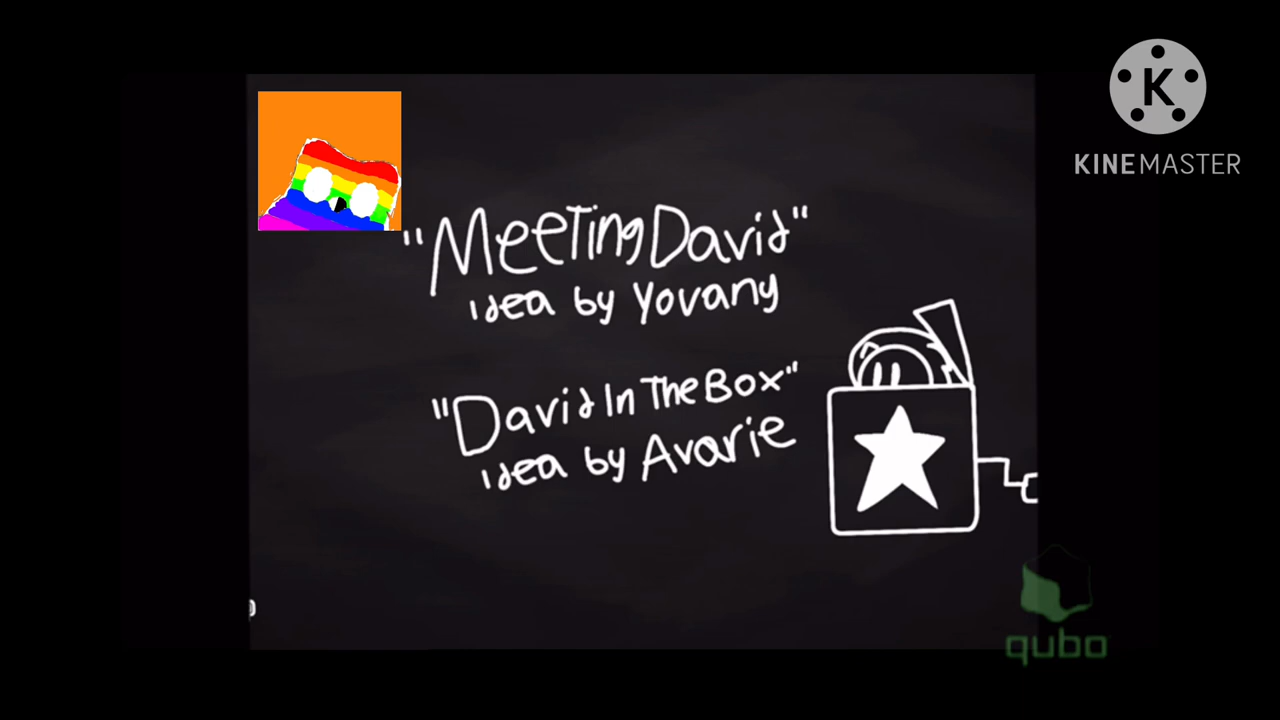 K
KINEMASTER
"Meeting David"
idea by Yovany
"David In The Box"
idea by Avarie
qubo